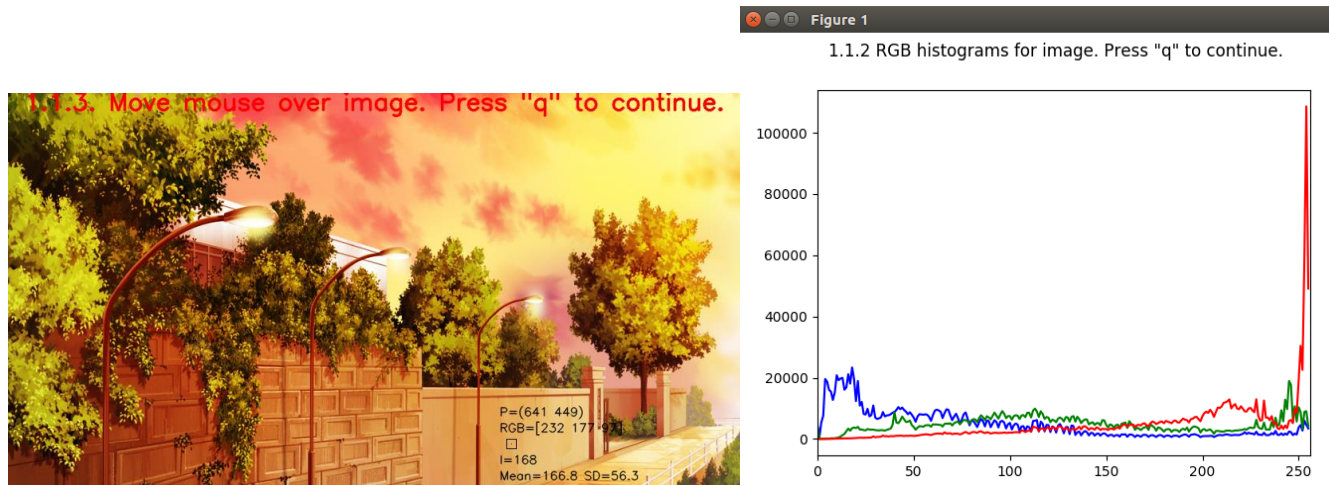 1.1.3. Move mouse over image. Press "q" to continue.
P=(641 449)
RGB=[232 177 93]
I=168
Mean=166.8 SD=56.3
Figure 1
1.1.2 RGB histograms for image. Press "q" to continue.
100000
80000
60000
40000
20000
0
0 50 100 150 200 250